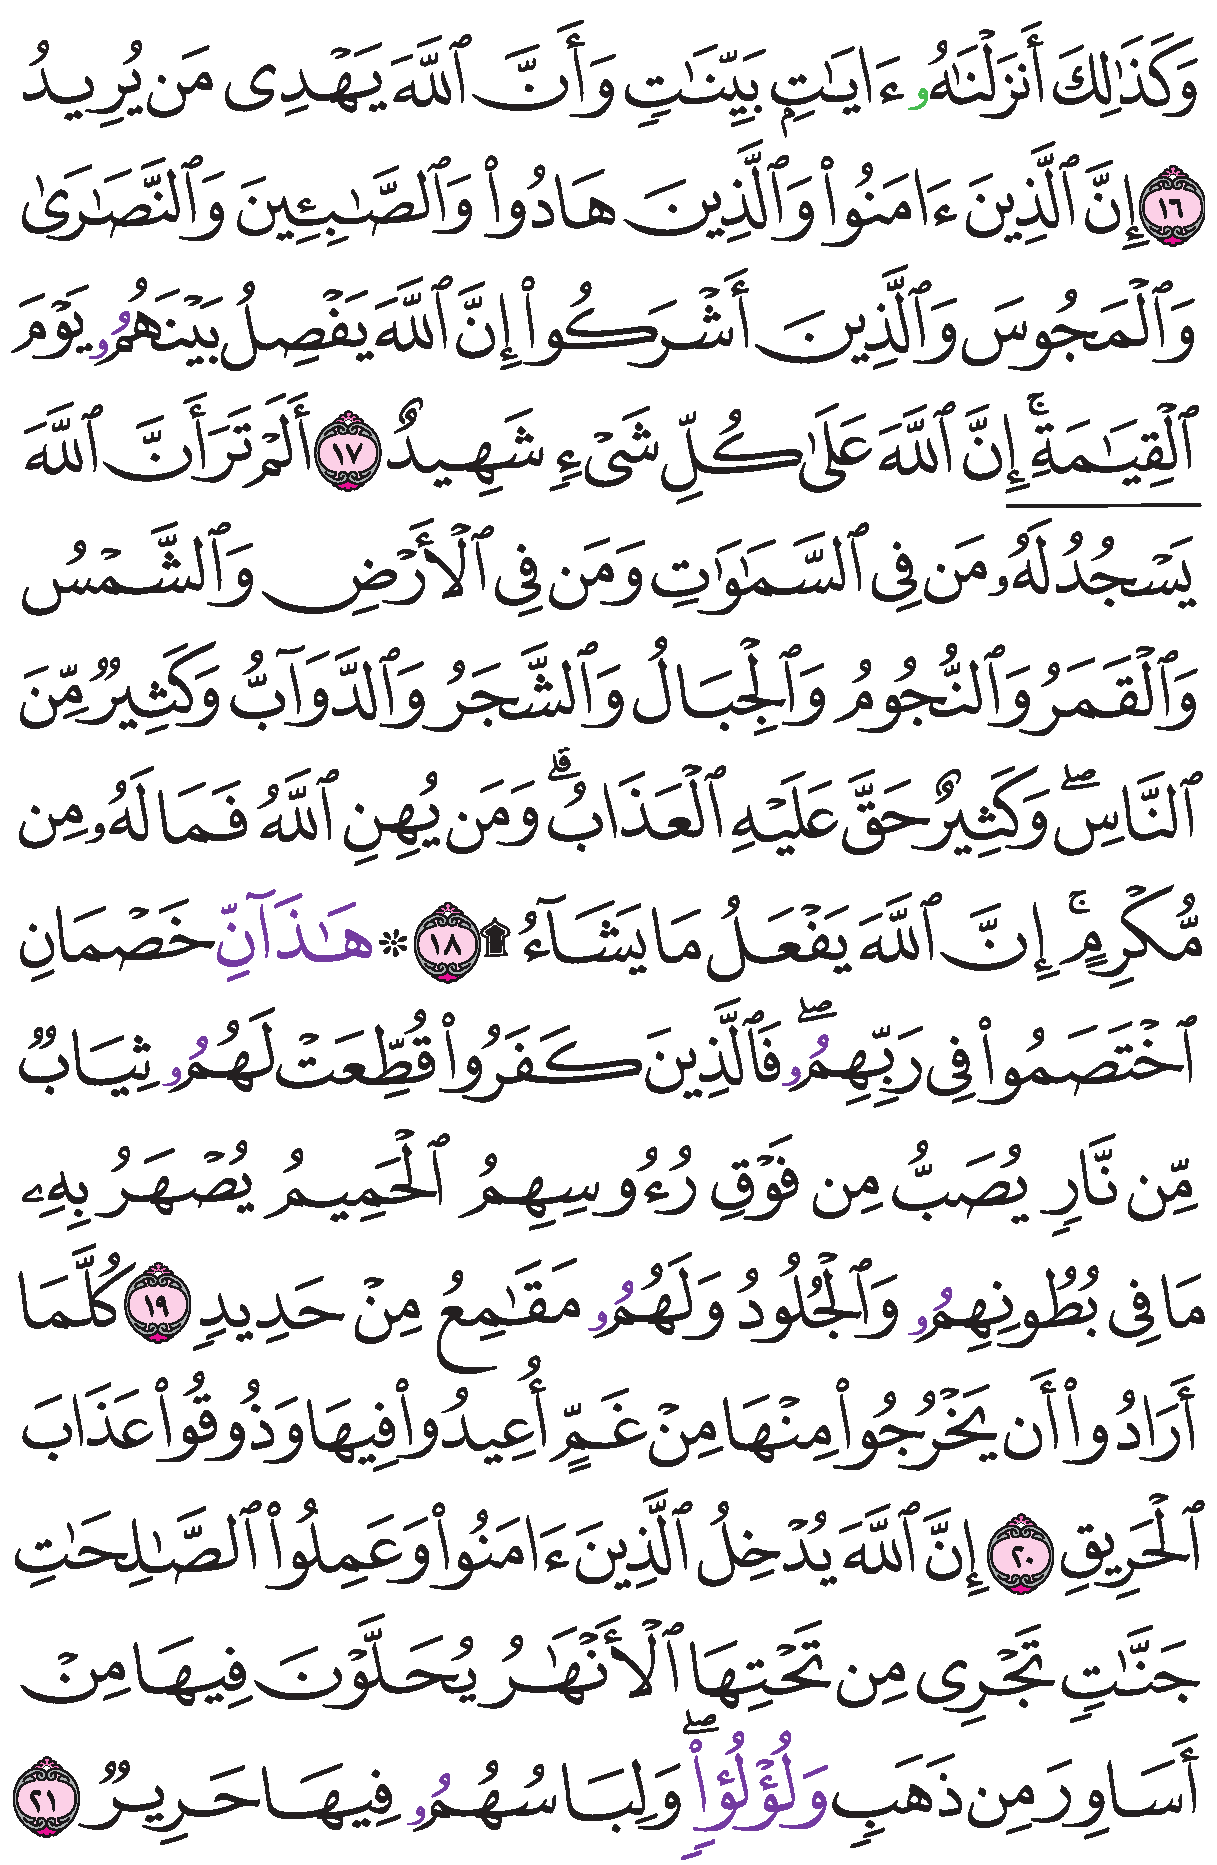 وَكَذَٰلِكَ أَنزَلْنَٰهُۥ ءَايَٰتِۭ بَيِّنَٰتٖ وَأَنَّ ٱللَّهَ يَهْدِى مَن يُرِيدُ
١٦ إِنَّ ٱلَّذِينَ ءَامَنُواْ وَٱلَّذِينَ هَادُواْ وَٱلصَّٰبِـِٔينَ وَٱلنَّصَٰرَىٰ
وَٱلْمَجُوسَ وَٱلَّذِينَ أَشْرَكُواْ إِنَّ ٱللَّهَ يَفْصِلُ بَيْنَهُمُۥ يَوْمَ
ٱلْقِيَٰمَةِۚ إِنَّ ٱللَّهَ عَلَىٰ كُلِّ شَىْءٖ شَهِيدٌ ١٧ أَلَمْ تَرَ أَنَّ ٱللَّهَ
يَسْجُدُ لَهُۥ مَن فِى ٱلسَّمَٰوَٰتِ وَمَن فِى ٱلْأَرْضِ وَٱلشَّمْسُ
وَٱلْقَمَرُ وَٱلنُّجُومُ وَٱلْجِبَالُ وَٱلشَّجَرُ وَٱلدَّوَآبُّ وَكَثِيرٞ مِّنَ
ٱلنَّاسِۖ وَكَثِيرٌ حَقَّ عَلَيْهِ ٱلْعَذَابُۗ وَمَن يُهِنِ ٱللَّهُ فَمَا لَهُۥ مِن
مُّكْرِمٍۚ إِنَّ ٱللَّهَ يَفْعَلُ مَا يَشَآءُ ۩ ١٨ ۞ هَٰذَآنِّ خَصْمَانِ
ٱخْتَصَمُواْ فِى رَبِّهِمُۥۖ فَٱلَّذِينَ كَفَرُواْ قُطِّعَتْ لَهُمُۥ ثِيَابٞ
مِّن نَّارٖ يُصَبُّ مِن فَوْقِ رُءُوسِهِمُ ٱلْحَمِيمُ يُصْهَرُ بِهِۦ
مَا فِى بُطُونِهِمُۥ وَٱلْجُلُودُ وَلَهُمُۥ مَقَٰمِعُ مِنْ حَدِيدٖ ١٩ كُلَّمَا
أَرَادُواْ أَن يَخْرُجُواْ مِنْهَا مِنْ غَمٍّ أُعِيدُواْ فِيهَا وَذُوقُواْ عَذَابَ
ٱلْحَرِيقِ ٢٠ إِنَّ ٱللَّهَ يُدْخِلُ ٱلَّذِينَ ءَامَنُواْ وَعَمِلُواْ ٱلصَّٰلِحَٰتِ
جَنَّٰتٖ تَجْرِى مِن تَحْتِهَا ٱلْأَنْهَٰرُ يُحَلَّوْنَ فِيهَا مِنْ
أَسَاوِرَ مِن ذَهَبٖ وَلُؤْلُؤٖاْۖ وَلِبَاسُهُمُۥ فِيهَا حَرِيرٞ ٢١